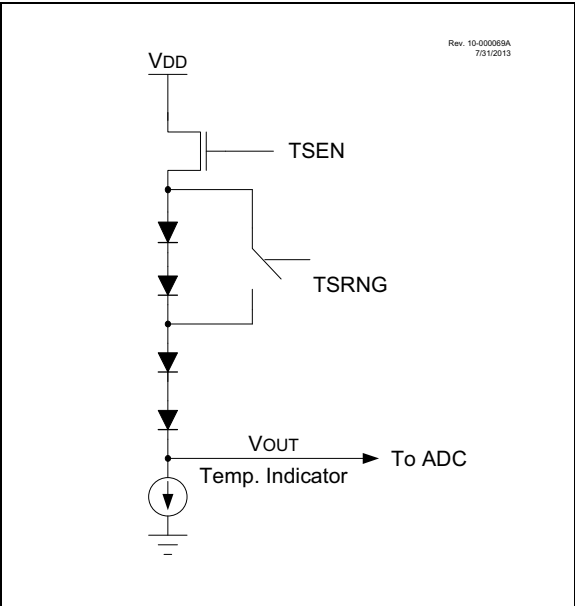 Rev. 10-000069A
7/31/2013
VDD
TSEN
TSRNG
VOUT
To ADC
Temp. Indicator